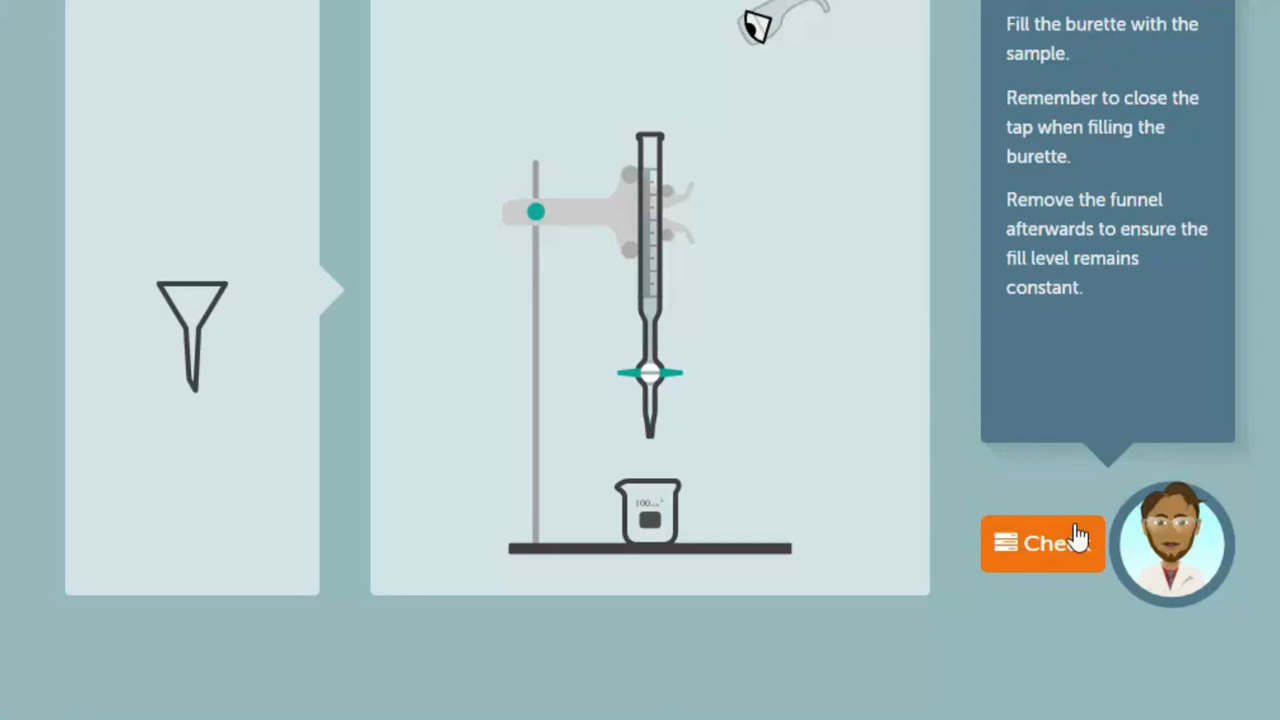 Fill the burette with the
sample.
Remember to close the
tap when filling the
burette.
Remove the funnel
afterwards to ensure the
fill level remains
constant.
100